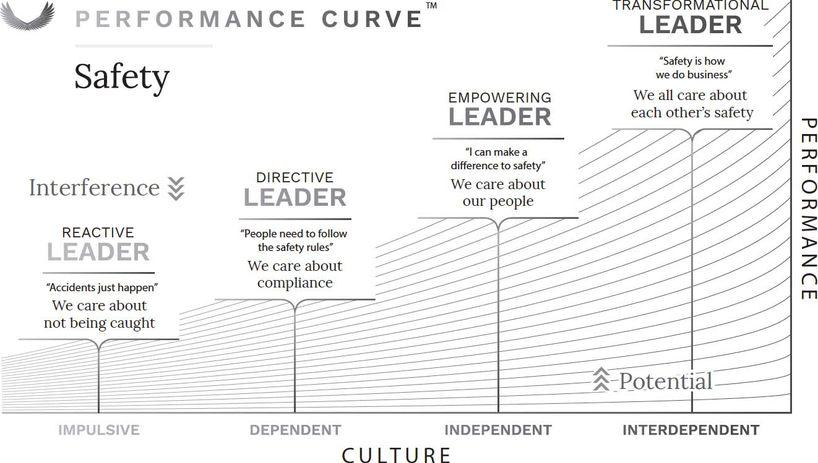 PERFORMANCE CURVE™
Safety
Interference
REACTIVE
LEADER
“Accidents just happen”
We care about
not being caught
DIRECTIVE
LEADER
“People need to follow
the safety rules”
We care about
compliance
EMPOWERING
LEADER
“I can make a
difference to safety”
We care about
our people
TRANSFORMATIONAL
LEADER
“Safety is how
we do business”
We all care about
each other’s safety
PERFORMANCE
Potential
IMPULSIVE
DEPENDENT
INDEPENDENT
INTERDEPENDENT
CULTURE